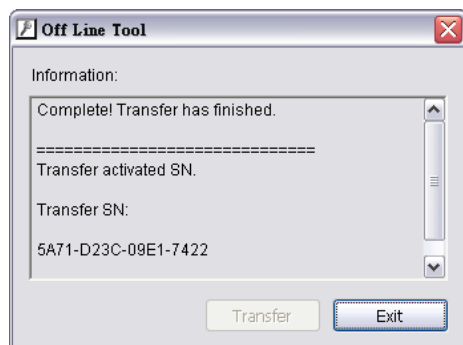 Off Line Tool
Information:
Complete! Transfer has finished.
==============================
Transfer activated SN.
Transfer SN:
5A71-D23C-09E1-7422
Transfer
Exit